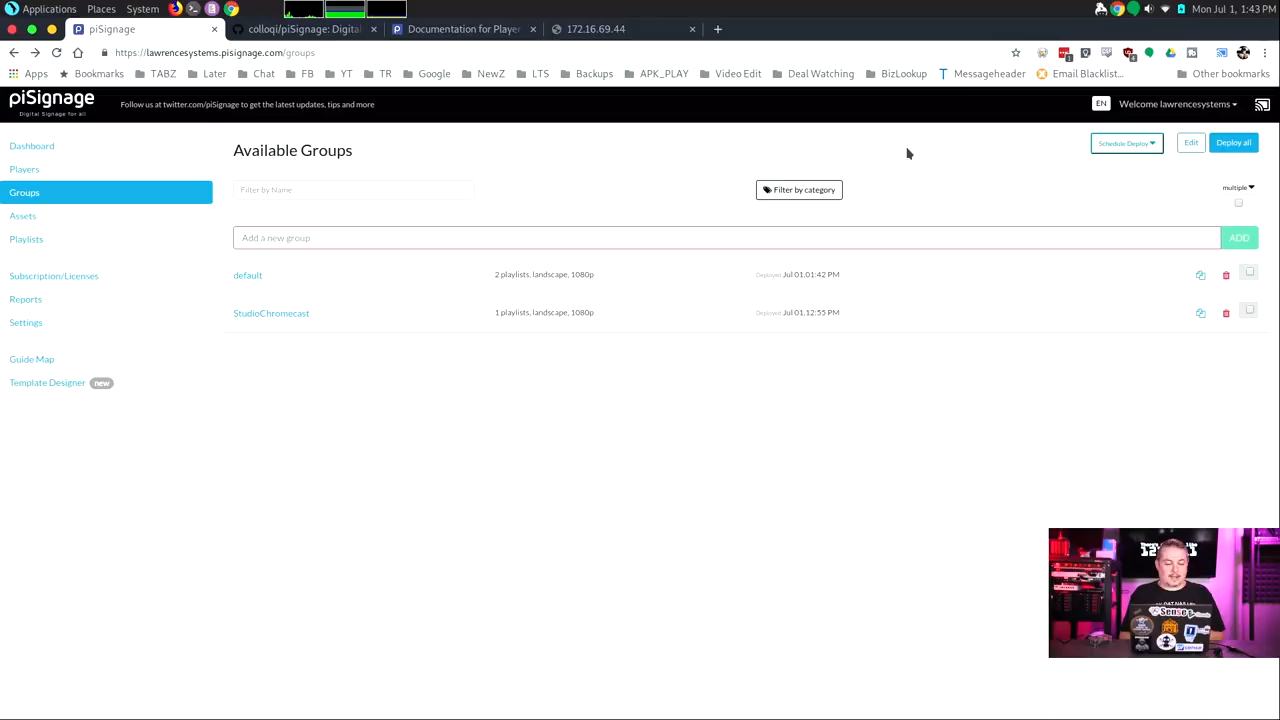 Applications Places System Mon Jul 1, 1:43 PM
piSignage colloqi/piSignage: Digita Documentation for Player 172.16.69.44
https://lawrencesystems.pisignage.com/groups
Apps Bookmarks TABZ Later Chat FB YT TR Google NewZ LTS Backups APK_PLAY Video Edit Deal Watching BizLookup Messageheader Email Blacklist... Other bookmarks
piSignage
Digital Signage for all
Follow us at twitter.com/piSignage to get the latest updates, tips and more
EN Welcome lawrencesystems
Dashboard
Players
Groups
Assets
Playlists
Subscription/Licenses
Reports
Settings
Guide Map
Template Designer new
Available Groups
Schedule Deploy Edit Deploy all
Filter by Name Filter by category multiple
Add a new group ADD
default 2 playlists, landscape, 1080p Deployed Jul 01,01:42 PM
StudioChromecast 1 playlists, landscape, 1080p Deployed Jul 01,12:55 PM
Sense